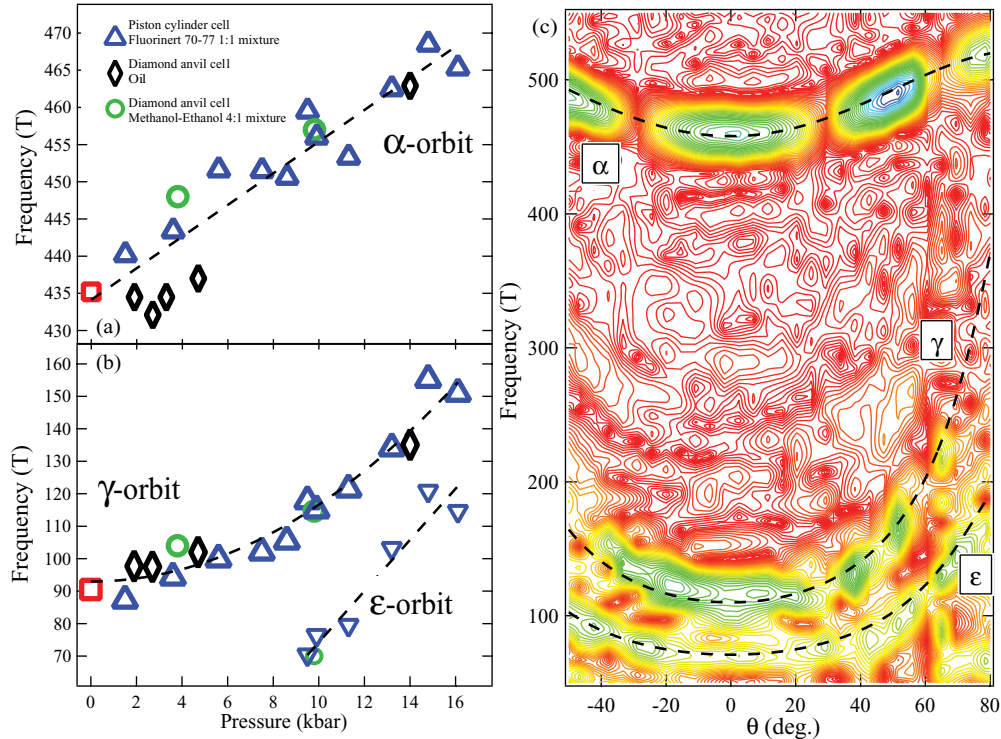 (a)
Piston cylinder cell
Fluorinert 70-77 1:1 mixture
Diamond anvil cell
Oil
Diamond anvil cell
Methanol-Ethanol 4:1 mixture
α-orbit
Frequency (T)
470
465
460
455
450
445
440
435
430
(b)
γ-orbit
ε-orbit
Frequency (T)
160
150
140
130
120
110
100
90
80
70
0 2 4 6 8 10 12 14 16
Pressure (kbar)
(c)
α
γ
ε
Frequency (T)
500
400
300
200
100
-40 -20 0 20 40 60 80
θ (deg.)